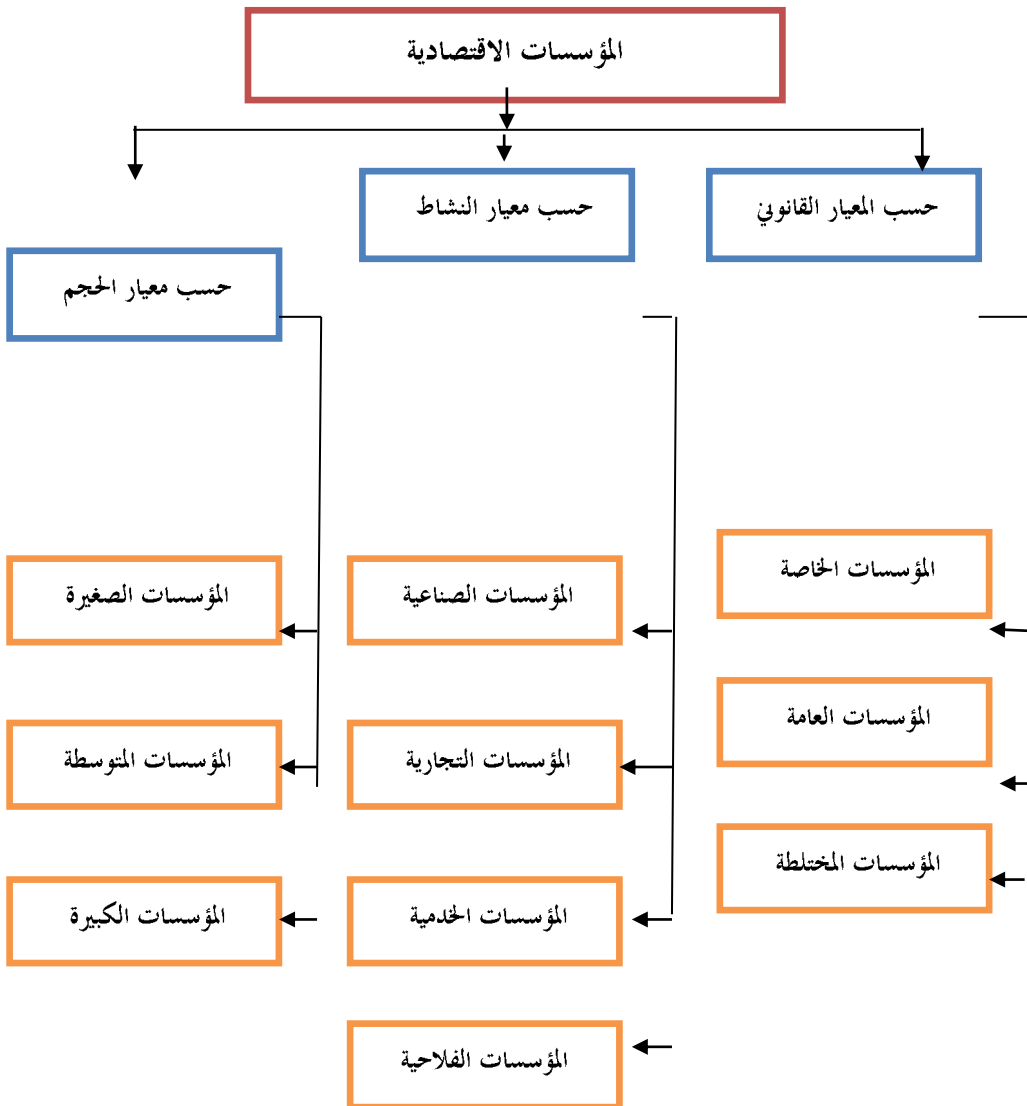 المؤسسات الاقتصادية
حسب المعيار القانوني
حسب معيار النشاط
حسب معيار الحجم
المؤسسات الخاصة
المؤسسات العامة
المؤسسات المختلطة
المؤسسات الصناعية
المؤسسات التجارية
المؤسسات الخدمية
المؤسسات الفلاحية
المؤسسات الصغيرة
المؤسسات المتوسطة
المؤسسات الكبيرة